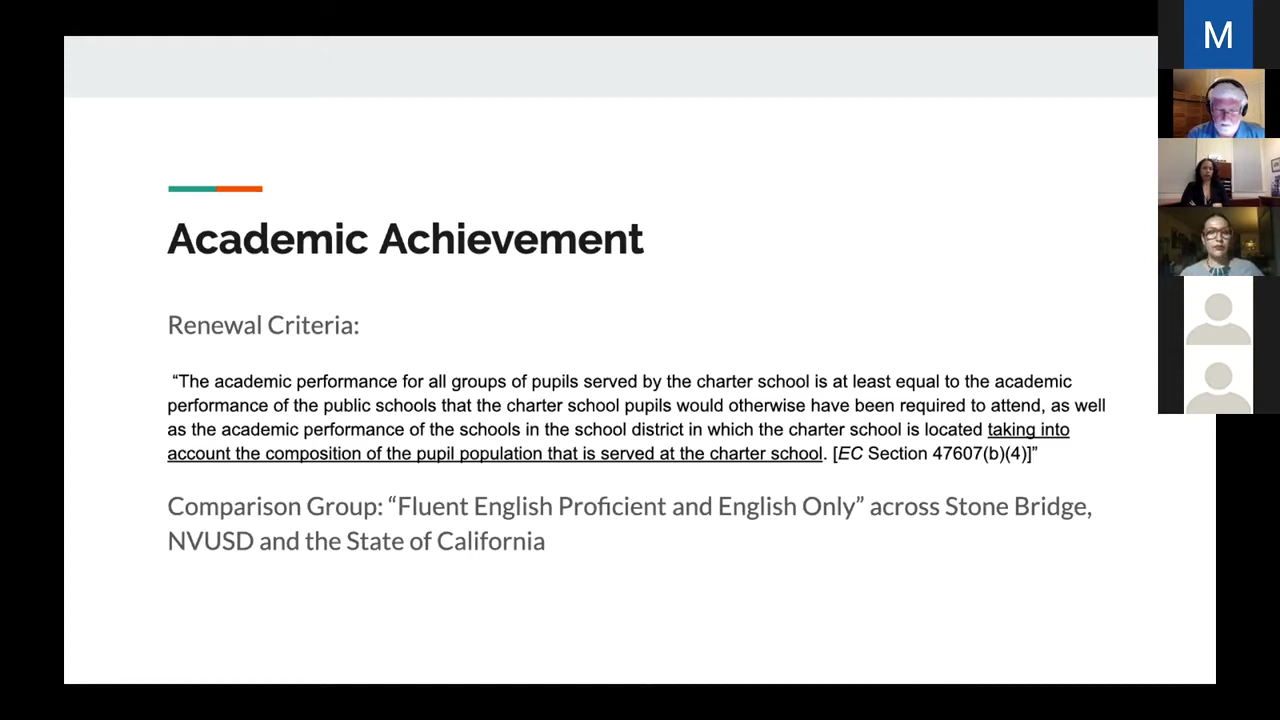 M
Academic Achievement
Renewal Criteria:
“The academic performance for all groups of pupils served by the charter school is at least equal to the academic
performance of the public schools that the charter school pupils would otherwise have been required to attend, as well
as the academic performance of the schools in the school district in which the charter school is located taking into
account the composition of the pupil population that is served at the charter school. [EC Section 47607(b)(4)]”
Comparison Group: “Fluent English Proficient and English Only” across Stone Bridge,
NVUSD and the State of California